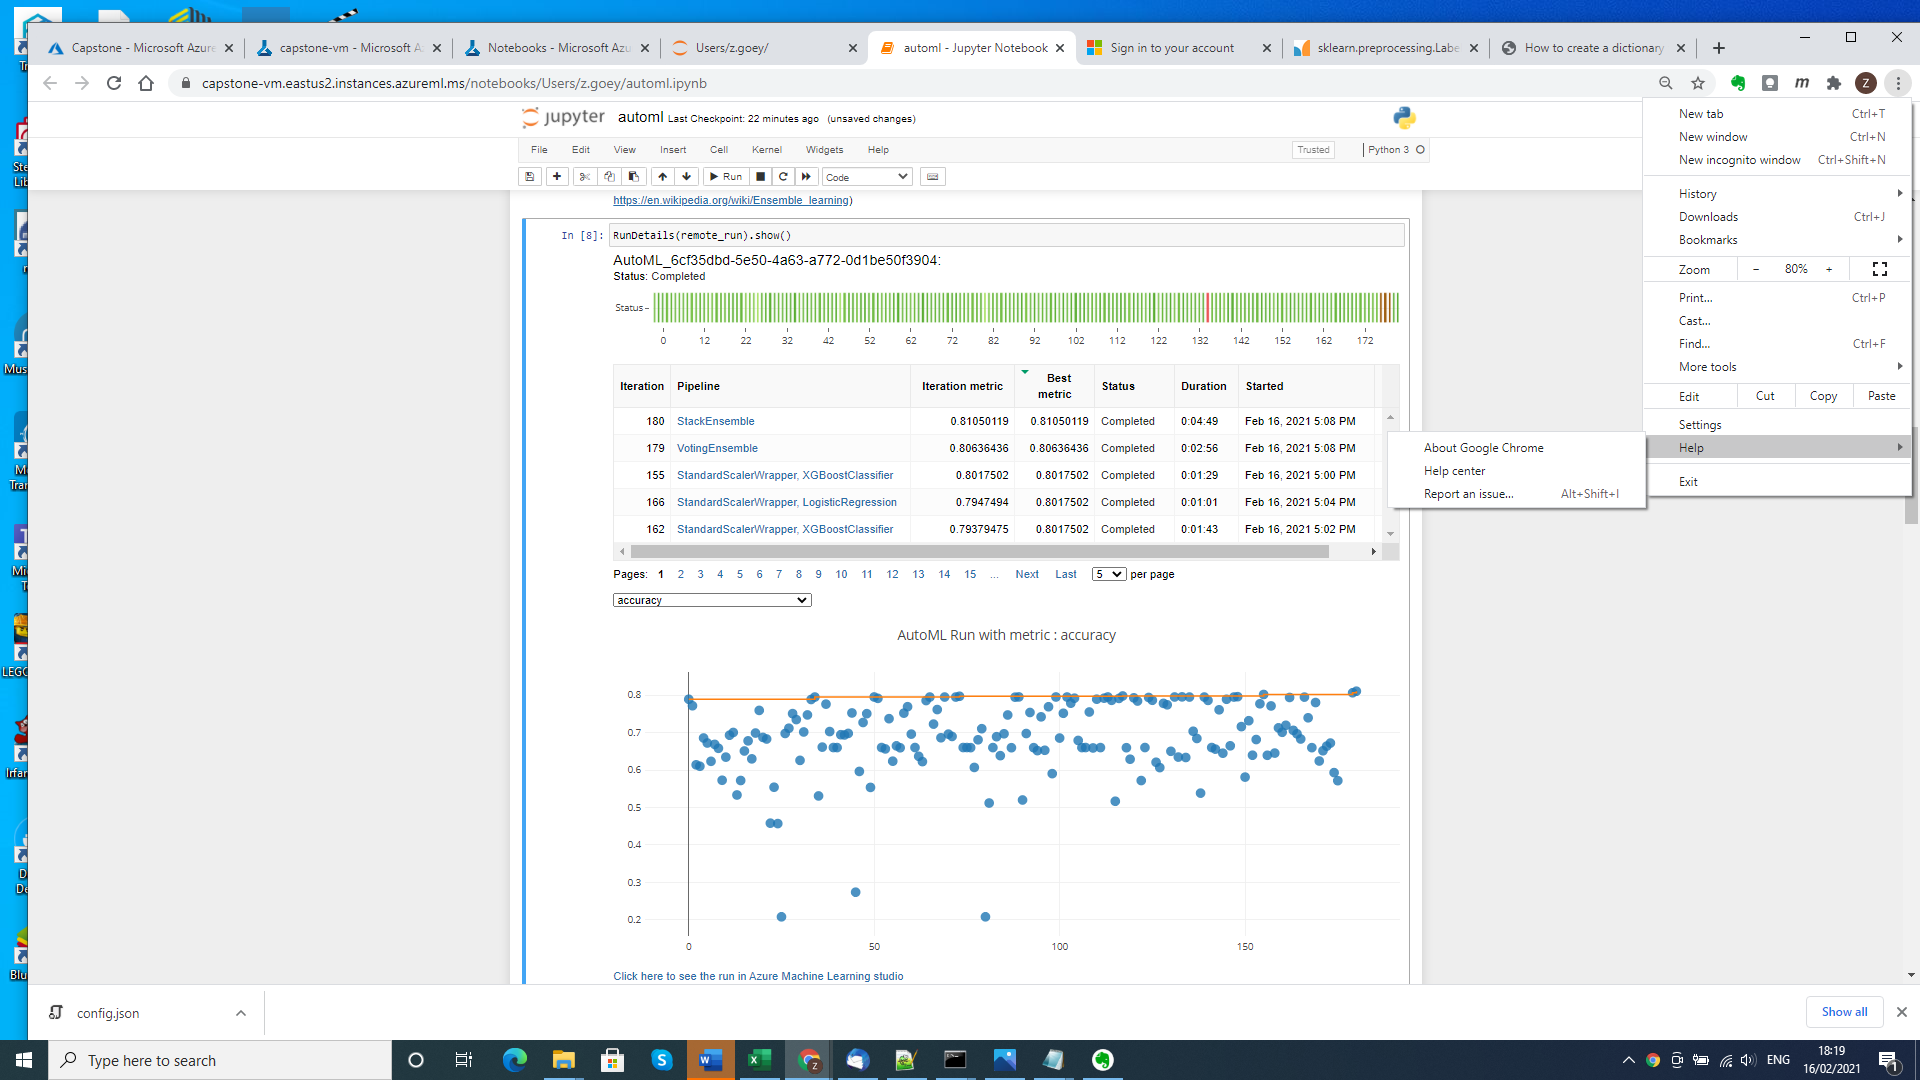 Capstone - Microsoft Azure
capstone-vm - Microsoft A
Notebooks - Microsoft Azu
Users/z.goey/
automl - Jupyter Notebook
Sign in to your account
sklearn.preprocessing.Labe
How to create a dictionary
capstone-vm.eastus2.instances.azureml.ms/notebooks/Users/z.goey/automl.ipynb
Z
jupyter automl Last Checkpoint: 22 minutes ago (unsaved changes)
File Edit View Insert Cell Kernel Widgets Help Trusted Python 3
Run Code
https://en.wikipedia.org/wiki/Ensemble_learning)
In [8]: RunDetails(remote_run).show()
AutoML_6cf35dbd-5e50-4a63-a772-0d1be50f3904:
Status: Completed
Status
0 12 22 32 42 52 62 72 82 92 102 112 122 132 142 152 162 172
Iteration Pipeline Iteration metric Best metric Status Duration Started
180 StackEnsemble 0.81050119 0.81050119 Completed 0:04:49 Feb 16, 2021 5:08 PM
179 VotingEnsemble 0.80636436 0.80636436 Completed 0:02:56 Feb 16, 2021 5:08 PM
155 StandardScalerWrapper, XGBoostClassifier 0.8017502 0.8017502 Completed 0:01:29 Feb 16, 2021 5:00 PM
166 StandardScalerWrapper, LogisticRegression 0.7947494 0.8017502 Completed 0:01:01 Feb 16, 2021 5:04 PM
162 StandardScalerWrapper, XGBoostClassifier 0.79379475 0.8017502 Completed 0:01:43 Feb 16, 2021 5:02 PM
Pages: 1 2 3 4 5 6 7 8 9 10 11 12 13 14 15 ... Next Last 5 per page
accuracy
AutoML Run with metric : accuracy
0.8
0.7
0.6
0.5
0.4
0.3
0.2
0 50 100 150
Click here to see the run in Azure Machine Learning studio
New tab Ctrl+T
New window Ctrl+N
New incognito window Ctrl+Shift+N
History
Downloads Ctrl+J
Bookmarks
Zoom - 80% +
Print... Ctrl+P
Cast...
Find... Ctrl+F
More tools
Edit Cut Copy Paste
Settings
Help
Exit
About Google Chrome
Help center
Report an issue... Alt+Shift+I
config.json
Show all
Type here to search
ENG
18:19
16/02/2021
1